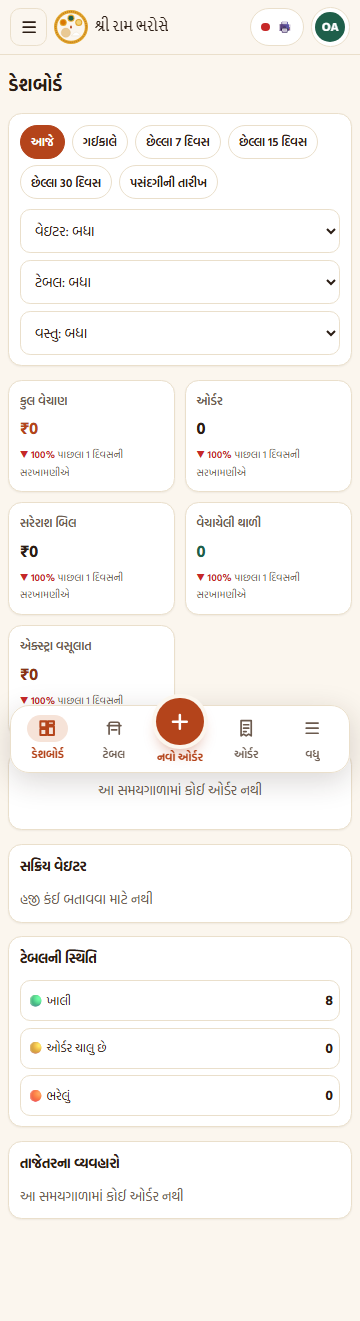 શ્રી રામ ભરોસે
OA
ડેશબોર્ડ
આજે
ગઈકાલે
છેલ્લા 7 દિવસ
છેલ્લા 15 દિવસ
છેલ્લા 30 દિવસ
પસંદગીની તારીખ
વેઇટર: બધા
ટેબલ: બધા
વસ્તુ: બધા
કુલ વેચાણ
₹0
▼ 100% પાછલા 1 દિવસની
સરખામણીએ
ઓર્ડર
0
▼ 100% પાછલા 1 દિવસની
સરખામણીએ
સરેરાશ બિલ
₹0
▼ 100% પાછલા 1 દિવસની
સરખામણીએ
વેચાયેલી થાળી
0
▼ 100% પાછલા 1 દિવસની
સરખામણીએ
એક્સ્ટ્રા વસૂલાત
₹0
▼ 100% પાછલા 1 દિવસની
ડેશબોર્ડ
ટેબલ
નવો ઓર્ડર
ઓર્ડર
વધુ
આ સમયગાળામાં કોઈ ઓર્ડર નથી
સક્રિય વેઇટર
હજી કંઈ બતાવવા માટે નથી
ટેબલની સ્થિતિ
ખાલી 8
ઓર્ડર ચાલુ છે 0
ભરેલું 0
તાજેતરના વ્યવહારો
આ સમયગાળામાં કોઈ ઓર્ડર નથી